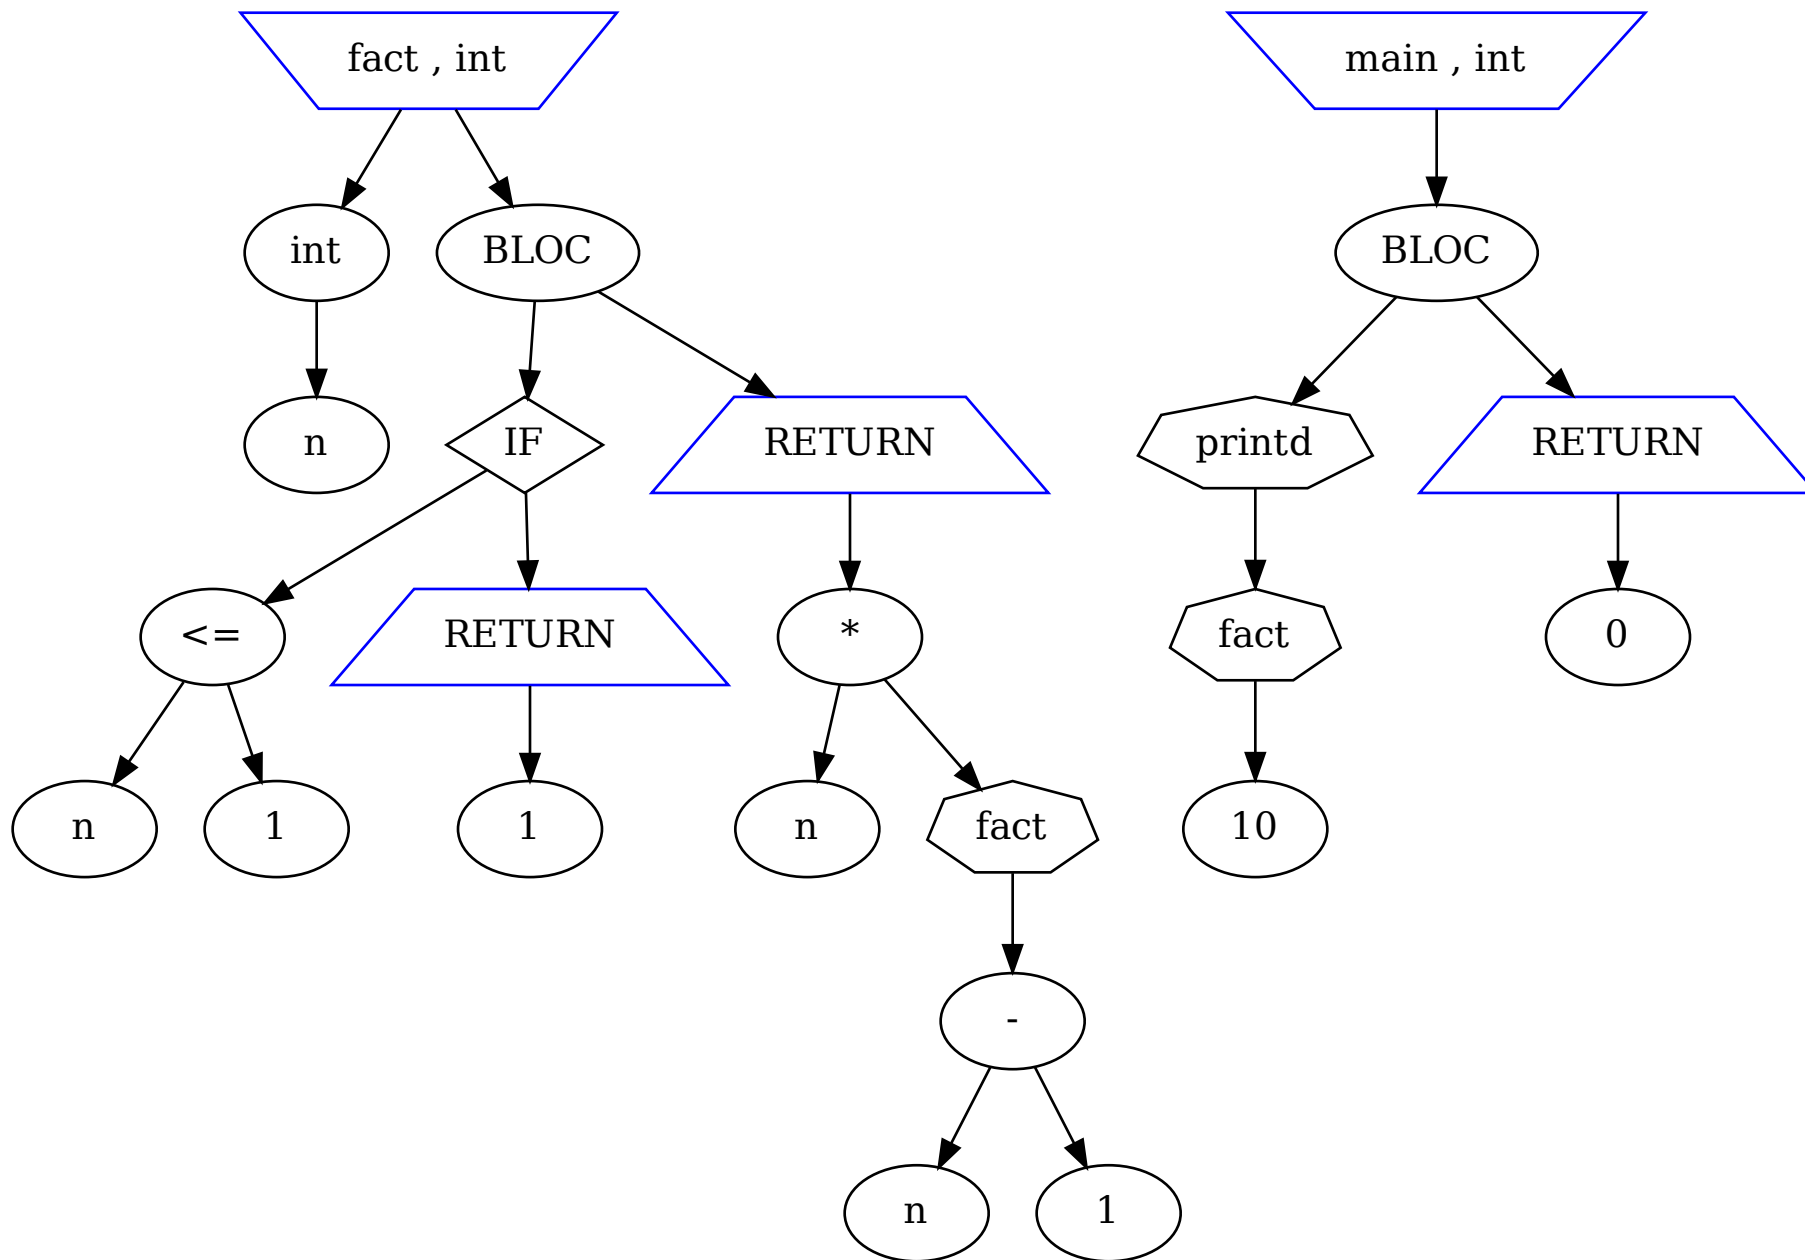 fact , int
main , int
int
BLOC
BLOC
n
IF
RETURN
printd
RETURN
<=
RETURN
*
fact
0
n
1
1
n
fact
10
-
n
1